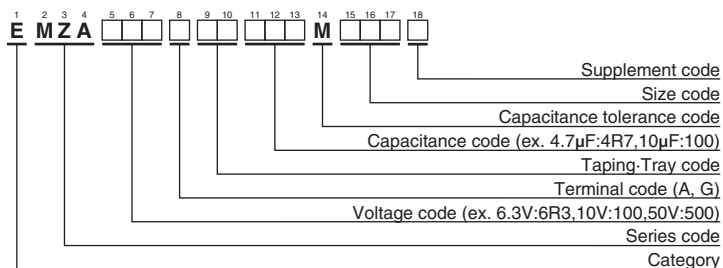 1 2 3 4 5 6 7 8 9 10 11 12 13 14 15 16 17 18
E M Z A M
Supplement code
Size code
Capacitance tolerance code
Capacitance code (ex. 4.7μF:4R7,10μF:100)
Taping·Tray code
Terminal code (A, G)
Voltage code (ex. 6.3V:6R3,10V:100,50V:500)
Series code
Category